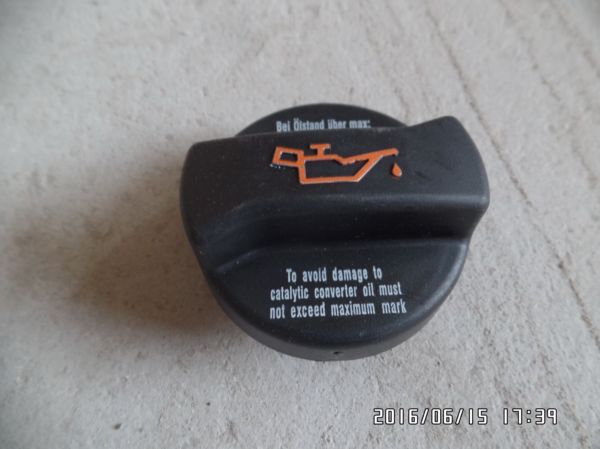 Bei Ölstand über max:
To avoid damage to
catalytic converter oil must
not exceed maximum mark
2016/06/15 17:39